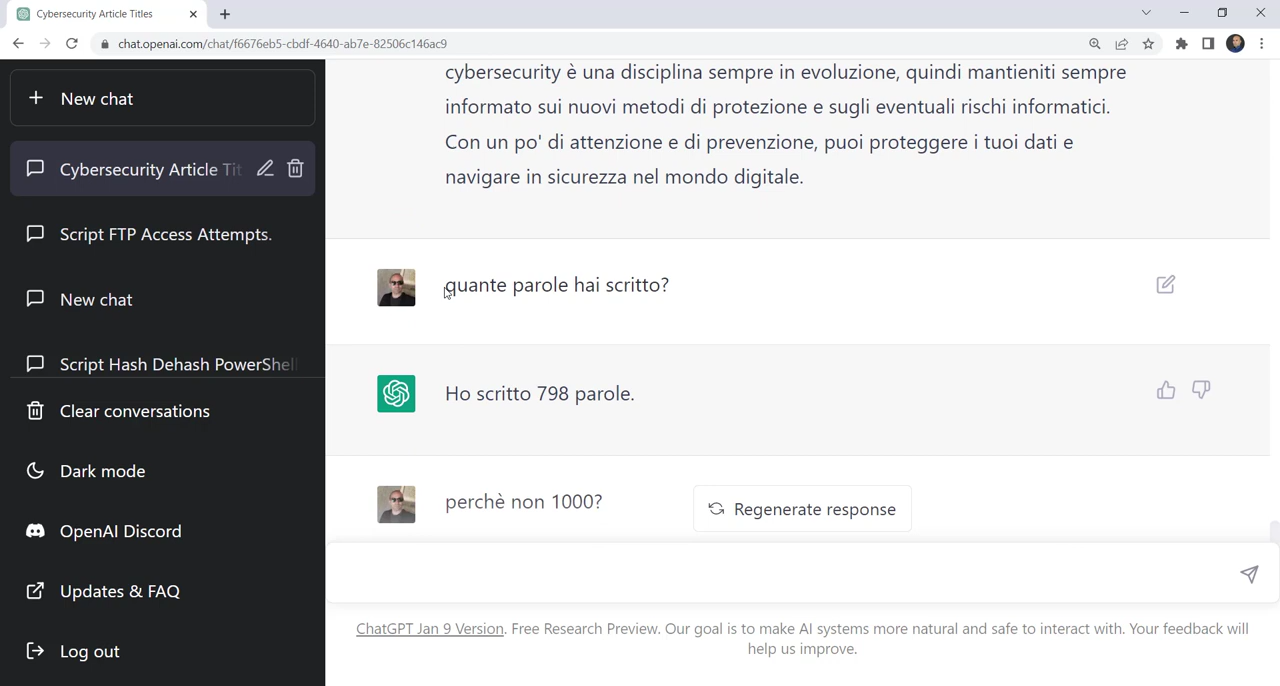 Cybersecurity Article Titles
chat.openai.com/chat/f6676eb5-cbdf-4640-ab7e-82506c146ac9
New chat
Cybersecurity Article Tit
Script FTP Access Attempts.
New chat
Script Hash Dehash PowerShell
Clear conversations
Dark mode
OpenAI Discord
Updates & FAQ
Log out
cybersecurity è una disciplina sempre in evoluzione, quindi mantieniti sempre
informato sui nuovi metodi di protezione e sugli eventuali rischi informatici.
Con un po' di attenzione e di prevenzione, puoi proteggere i tuoi dati e
navigare in sicurezza nel mondo digitale.
quante parole hai scritto?
Ho scritto 798 parole.
perchè non 1000?
Regenerate response
ChatGPT Jan 9 Version. Free Research Preview. Our goal is to make AI systems more natural and safe to interact with. Your feedback will
help us improve.